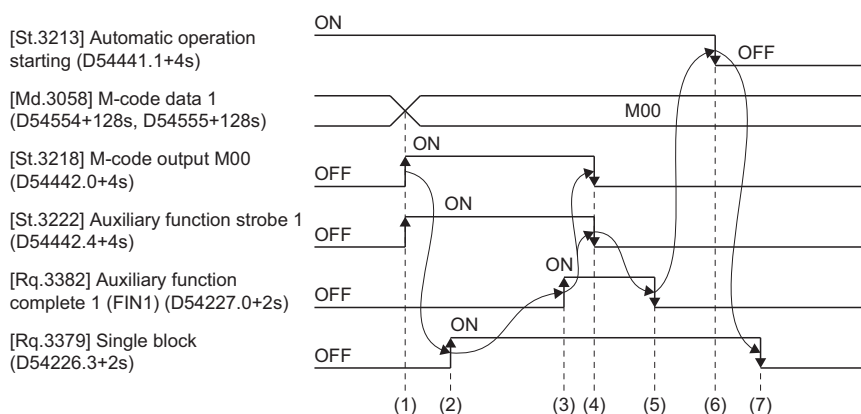 [St.3213] Automatic operation
starting (D54441.1+4s)
ON
OFF
[Md.3058] M-code data 1
(D54554+128s, D54555+128s)
M00
[St.3218] M-code output M00
(D54442.0+4s)
ON
OFF
[St.3222] Auxiliary function strobe 1
(D54442.4+4s)
ON
OFF
[Rq.3382] Auxiliary function
complete 1 (FIN1) (D54227.0+2s)
ON
OFF
[Rq.3379] Single block
(D54226.3+2s)
ON
OFF
(1) (2) (3) (4) (5) (6) (7)